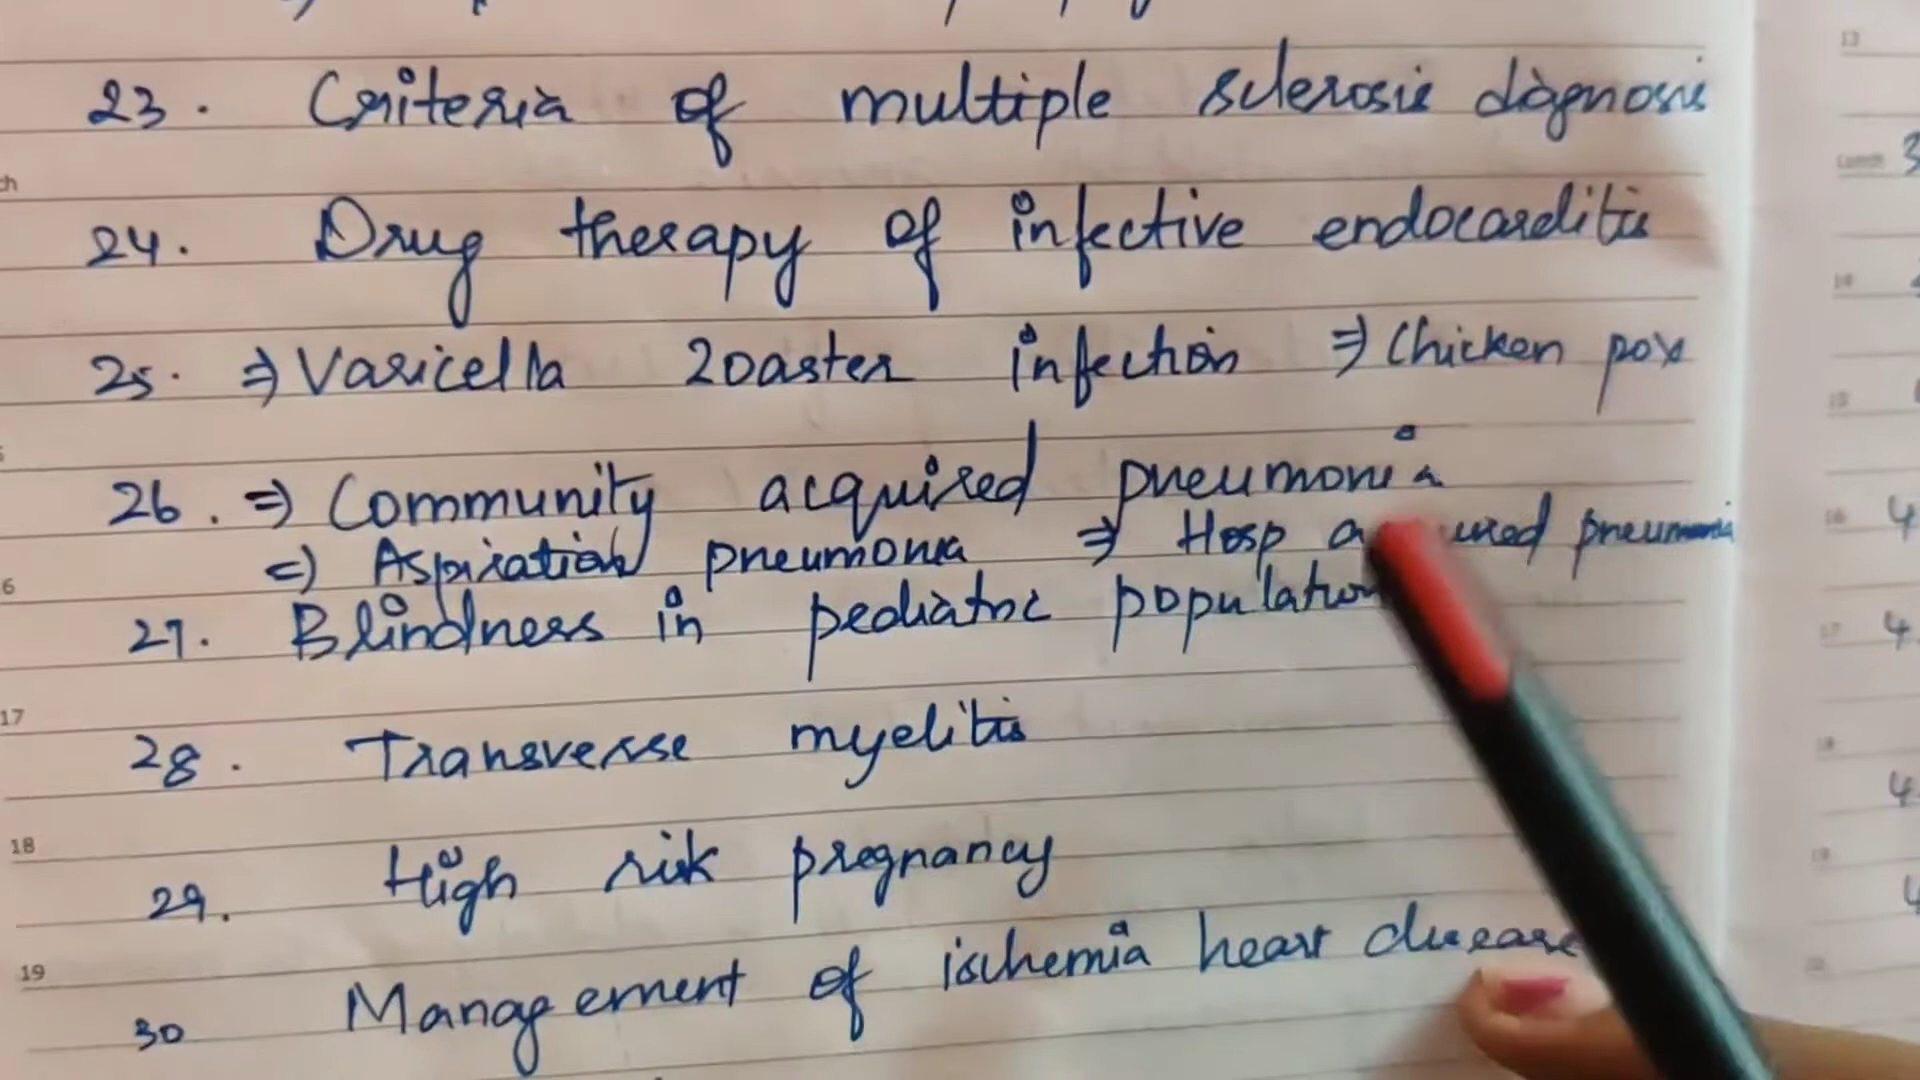 23. Criteria of multiple sclerosis diagnosis
24. Drug therapy of infective endocarditis
25. ⇒ Varicella Zoaster infection ⇒ Chicken pox
26. ⇒ Community acquired pneumonia
⇒ Aspiration pneumonia ⇒ Hosp pneumonia
27. Blindness in pediatric population
28. Transverse myelitis
29. High risk pregnancy
30 Management of ischemia heart disease